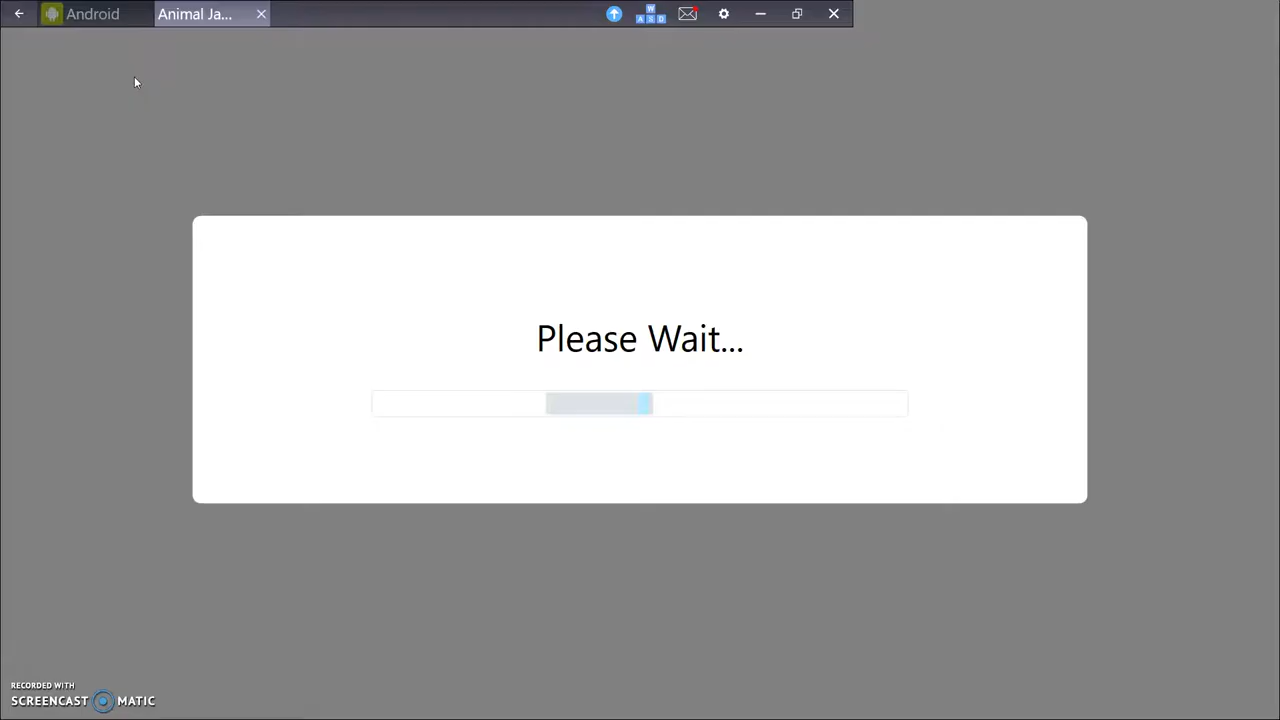 Android
Animal Ja...
W
A S D
Please Wait...
RECORDED WITH
SCREENCAST MATIC